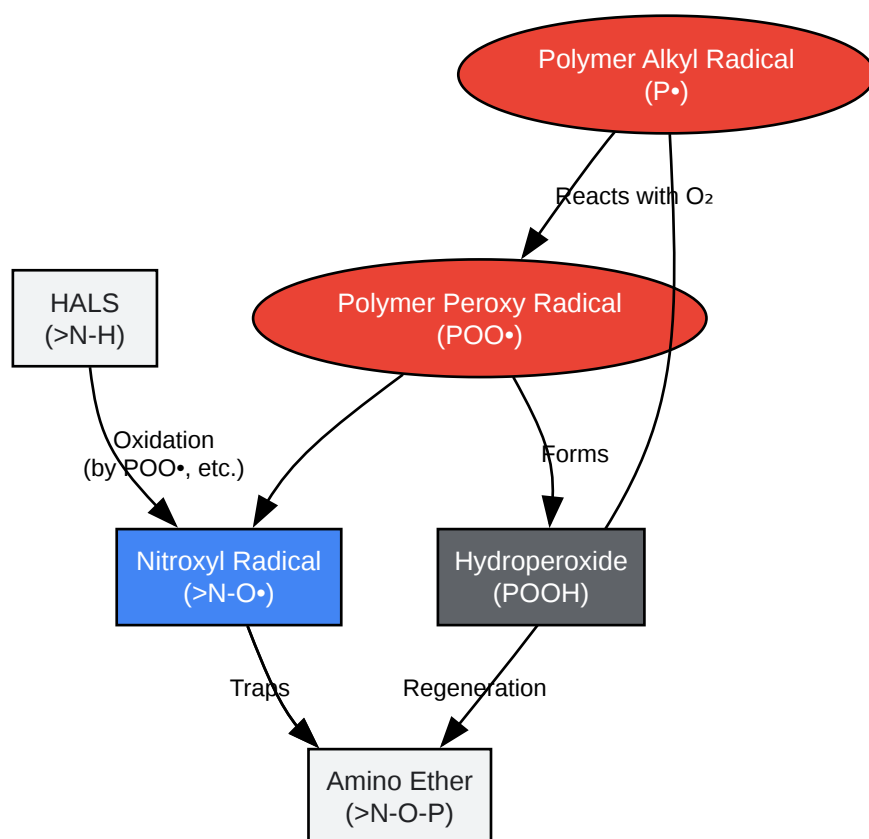 Polymer Alkyl Radical
(P•)
Reacts with O₂
HALS
(>N-H)
Polymer Peroxy Radical
(POO•)
Oxidation
(by POO•, etc.)
Forms
Nitroxyl Radical
(>N-O•)
Hydroperoxide
(POOH)
Traps
Regeneration
Amino Ether
(>N-O-P)